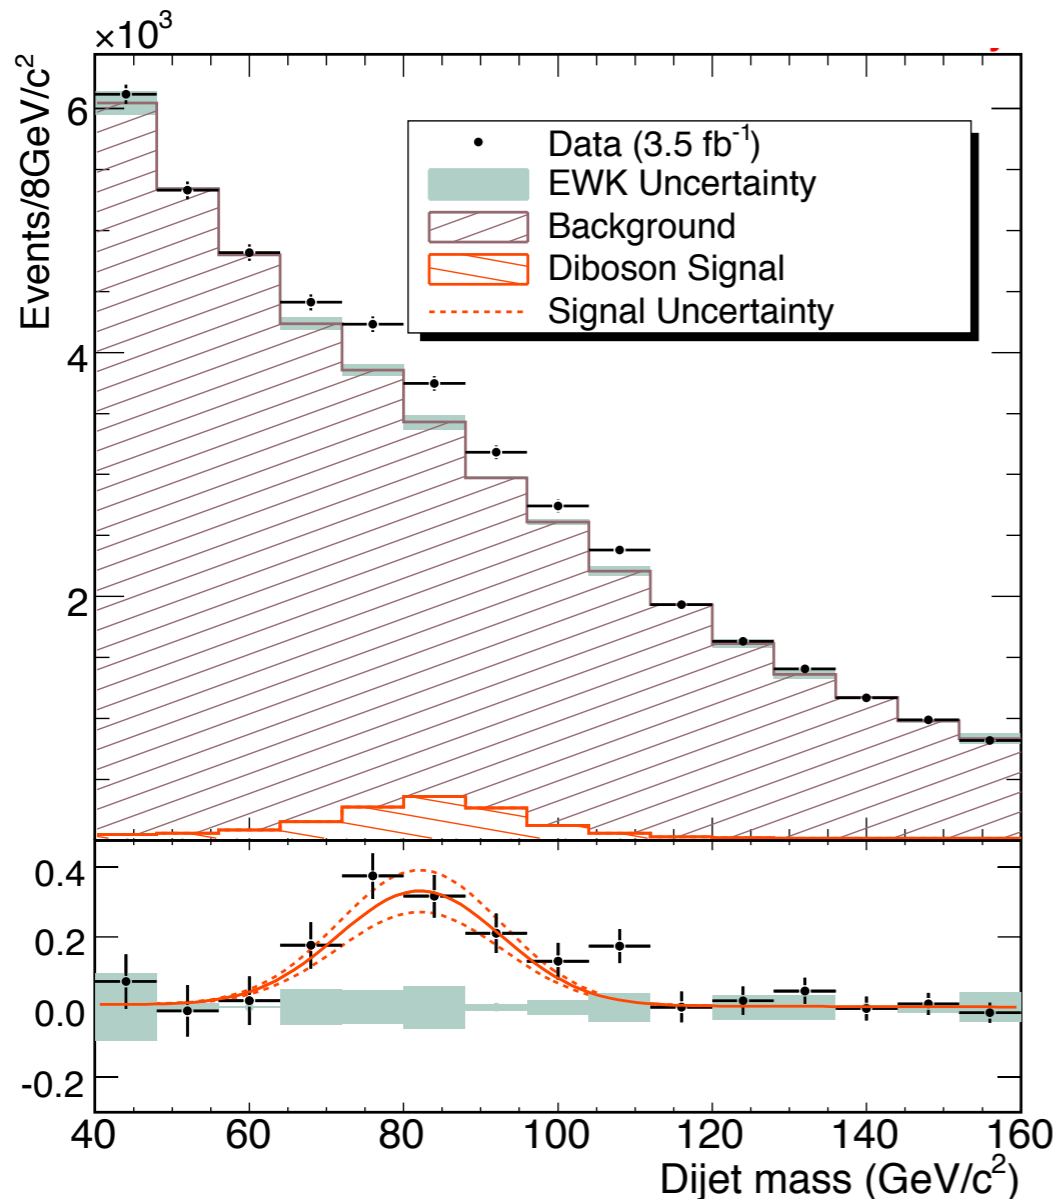 ×10³
Events/8GeV/c²
6
4
2
Data (3.5 fb⁻¹)
EWK Uncertainty
Background
Diboson Signal
Signal Uncertainty
0.4
0.2
0.0
-0.2
40 60 80 100 120 140 160
Dijet mass (GeV/c²)